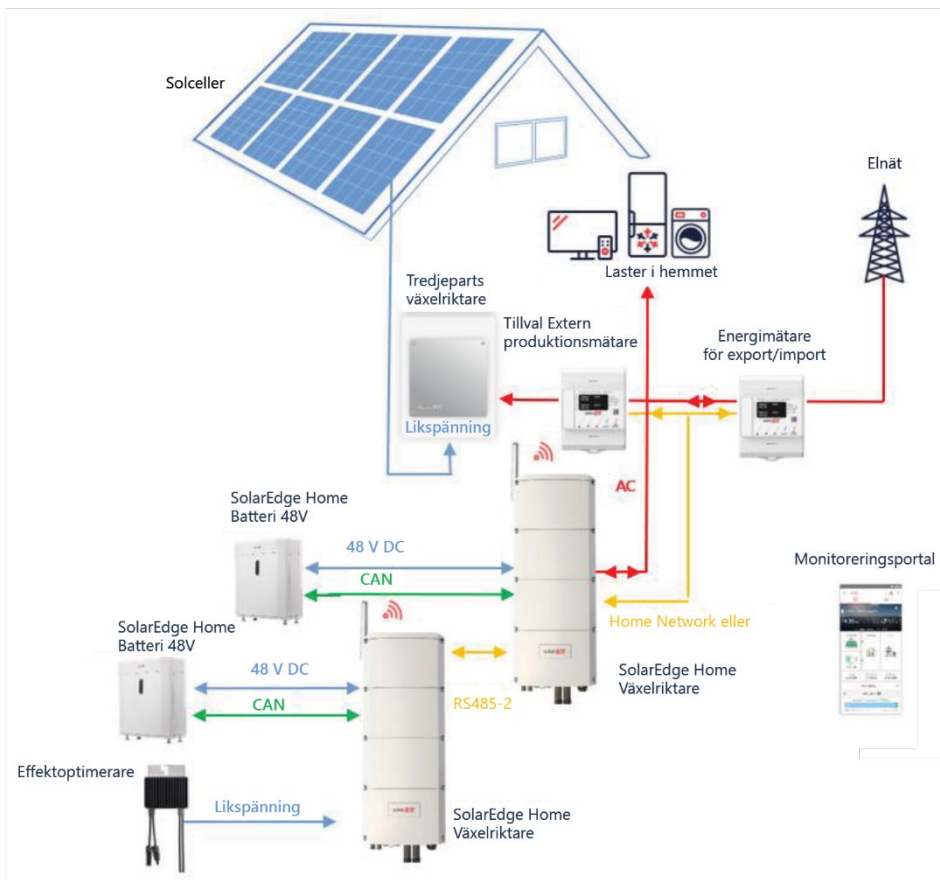 Solceller
Elnät
Laster i hemmet
Tredjeparts
växelriktare
Tillval Extern
produktionsmätare
Energimätare
för export/import
Likspänning
AC
SolarEdge Home
Batteri 48V
48 V DC
CAN
Monitoreringsportal
Home Network eller
SolarEdge Home
Batteri 48V
48 V DC
CAN
RS485-2
SolarEdge Home
Växelriktare
Effektoptimerare
Likspänning
SolarEdge Home
Växelriktare